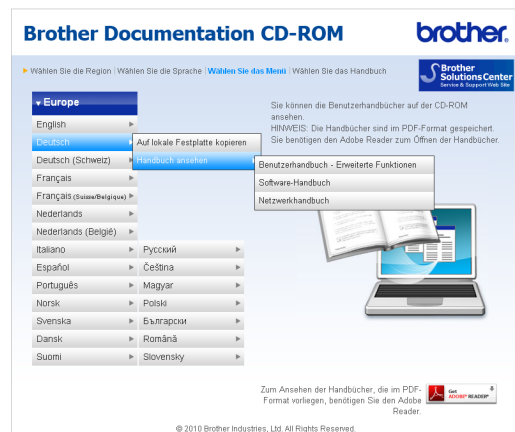 Brother Documentation CD-ROM
brother
Wählen Sie die Region | Wählen Sie die Sprache | Wählen Sie das Menü | Wählen Sie das Handbuch
Brother
Solutions Center
Service & Support Web Site
Europe
English
Deutsch
Deutsch (Schweiz)
Français
Français (Suisse/Belgique)
Nederlands
Nederlands (België)
Italiano
Español
Português
Norsk
Svenska
Dansk
Suomi
Русский
Čeština
Magyar
Polski
Български
Română
Slovensky
Auf lokale Festplatte kopieren
Handbuch ansehen
Benutzerhandbuch - Erweiterte Funktionen
Software-Handbuch
Netzwerkhandbuch
Sie können die Benutzerhandbücher auf der CD-ROM
ansehen.
HINWEIS: Die Handbücher sind im PDF-Format gespeichert.
Sie benötigen den Adobe Reader zum Öffnen der Handbücher.
Zum Ansehen der Handbücher, die im PDF-
Format vorliegen, benötigen Sie den Adobe
Reader.
Get
ADOBE® READER®
© 2010 Brother Industries, Ltd. All Rights Reserved.